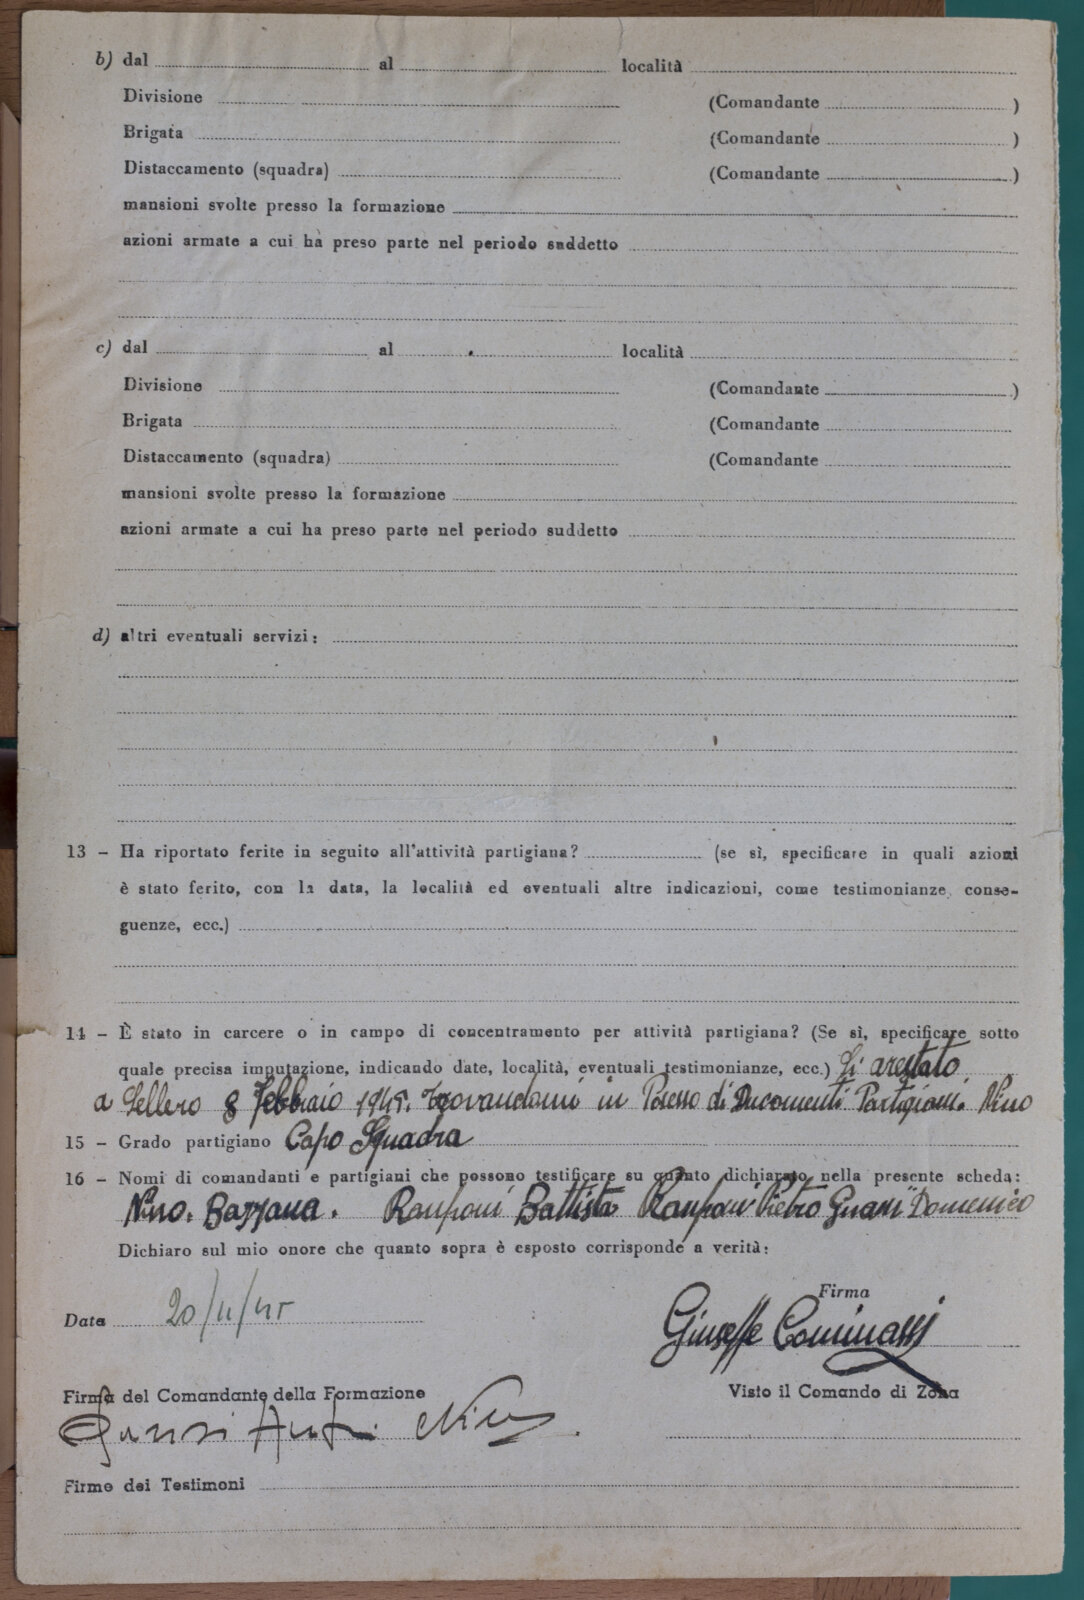 b) dal al località
Divisione (Comandante )
Brigata (Comandante )
Distaccamento (squadra) (Comandante )
mansioni svolte presso la formazione
azioni armate a cui ha preso parte nel periodo suddetto
c) dal al località
Divisione (Comandante )
Brigata (Comandante
Distaccamento (squadra) (Comandante
mansioni svolte presso la formazione
azioni armate a cui ha preso parte nel periodo suddetto
d) altri eventuali servizi:
13 - Ha riportato ferite in seguito all'attività partigiana? (se sì, specificare in quali azioni
è stato ferito, con la data, la località ed eventuali altre indicazioni, come testimonianze, conse-
guenze, ecc.)
14 - È stato in carcere o in campo di concentramento per attività partigiana? (Se sì, specificare sotto
quale precisa imputazione, indicando date, località, eventuali testimonianze, ecc.) Si arestato
a Sellero 8 febbraio 1945. trovandomi in Posesso di Documenti Partigiani. Nino
15 - Grado partigiano Capo Squadra
16 - Nomi di comandanti e partigiani che possono testificare su quanto dichiarato nella presente scheda:
Nino. Bazzana. Ramponi Battista Ramponi Pietro Domenico
Dichiaro sul mio onore che quanto sopra è esposto corrisponde a verità:
Firma
Data 20/11/45
Giuseppe Cominassi
Firma del Comandante della Formazione Visto il Comando di Zona
Nino
Firme dei Testimoni